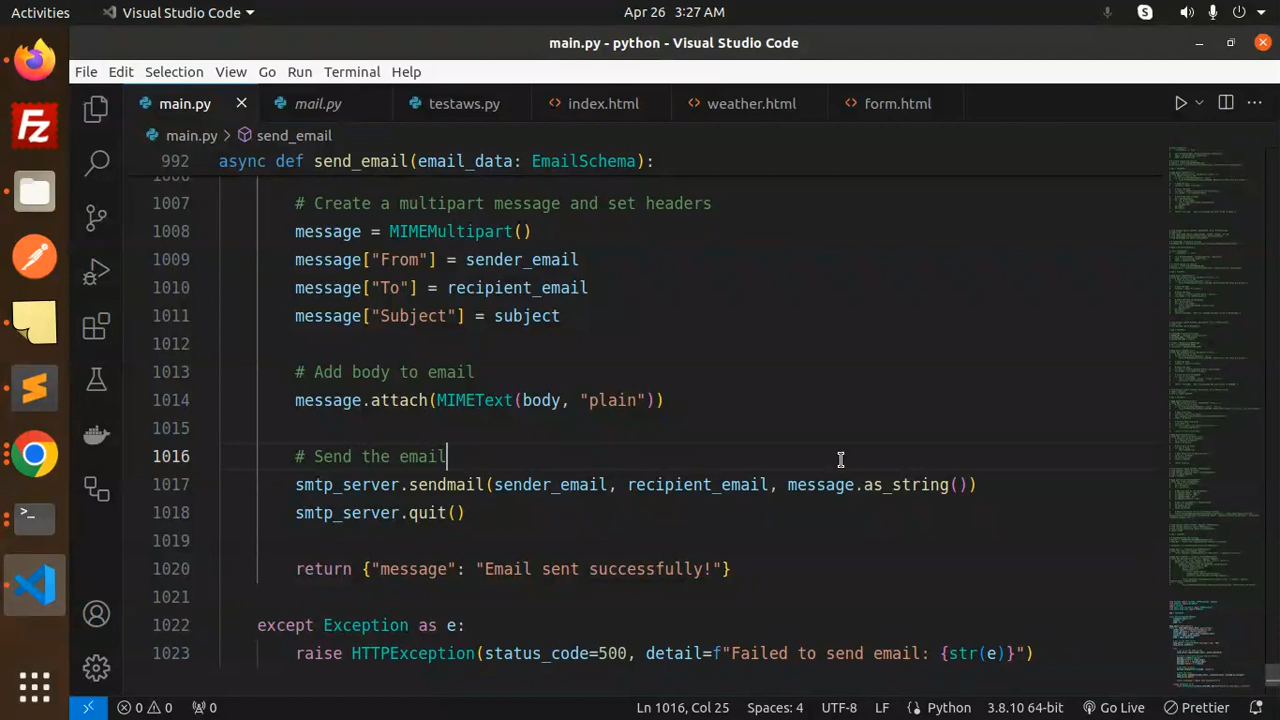 Activities Visual Studio Code Apr 26 3:27 AM
main.py - python - Visual Studio Code
File Edit Selection View Go Run Terminal Help
main.py mail.py testaws.py index.html weather.html form.html
main.py > send_email
992 async def send_email(email_data: EmailSchema):
1006
1007 # Create a multipart message and set headers
1008 message = MIMEMultipart()
1009 message["From"] = sender_email
1010 message["To"] = recipient_email
1011 message["Subject"] = subject
1012
1013 # Add body to email
1014 message.attach(MIMEText(body, "plain"))
1015
1016 # Send the email
1017 smtp_server.sendmail(sender_email, recipient_email, message.as_string())
1018 smtp_server.quit()
1019
1020 return {"message": "Email sent successfully!"}
1021
1022 except Exception as e:
1023 raise HTTPException(status_code=500, detail=f"Failed to send email: {str(e)}")
0 0 0 Ln 1016, Col 25 Spaces: 4 UTF-8 LF Python 3.8.10 64-bit Go Live Prettier